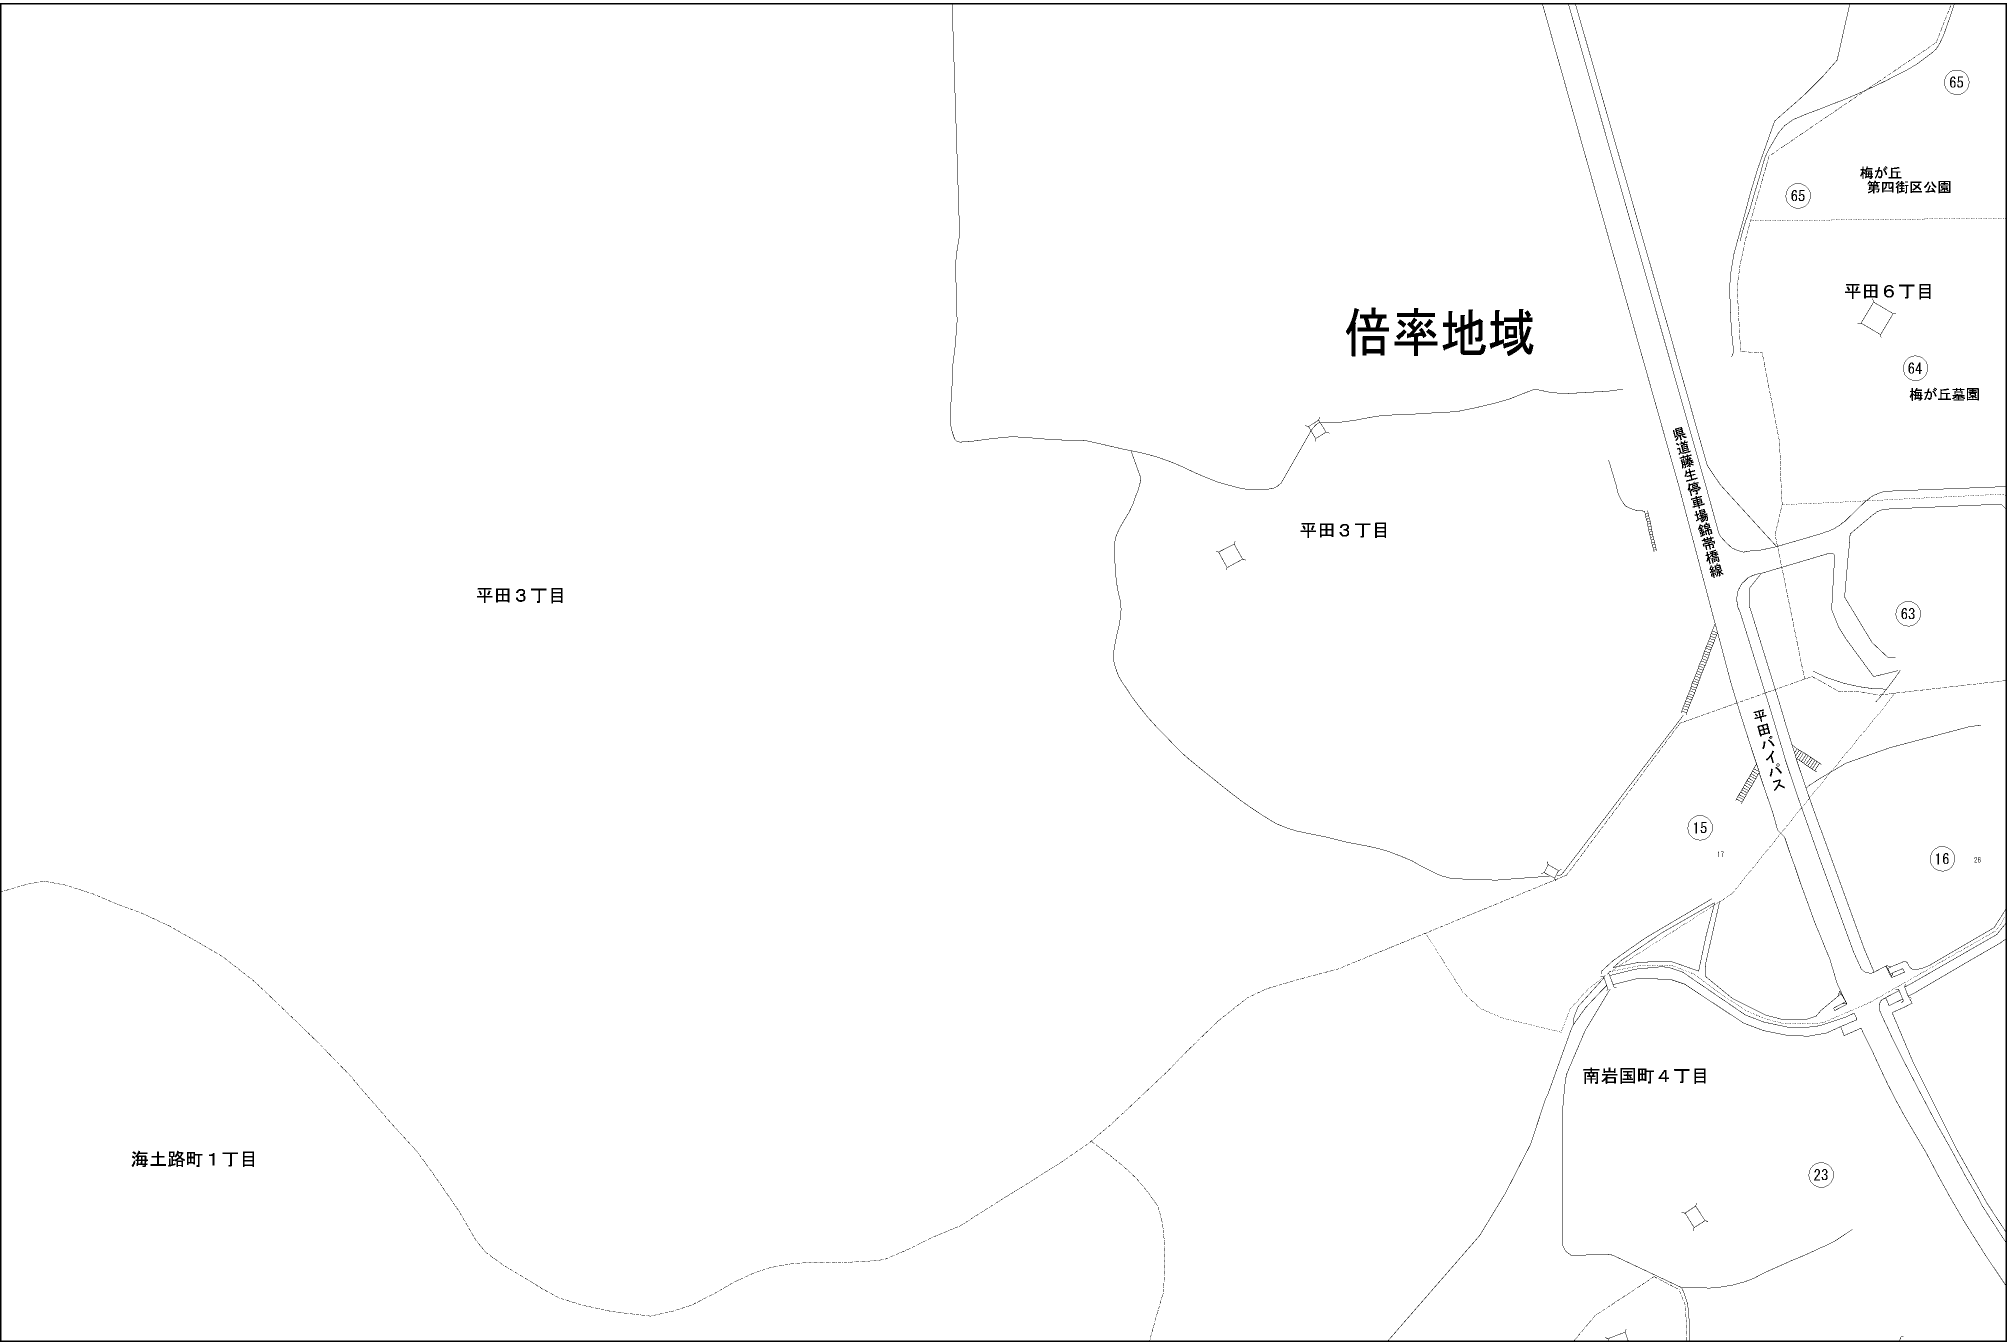 65
梅が丘
第四街区公園
65
平田６丁目
倍率地域
64
梅が丘墓園
県道藤生停車場錦帯橋線
平田３丁目
平田３丁目
63
平田バイパス
15
17
16
26
南岩国町４丁目
海土路町１丁目
23